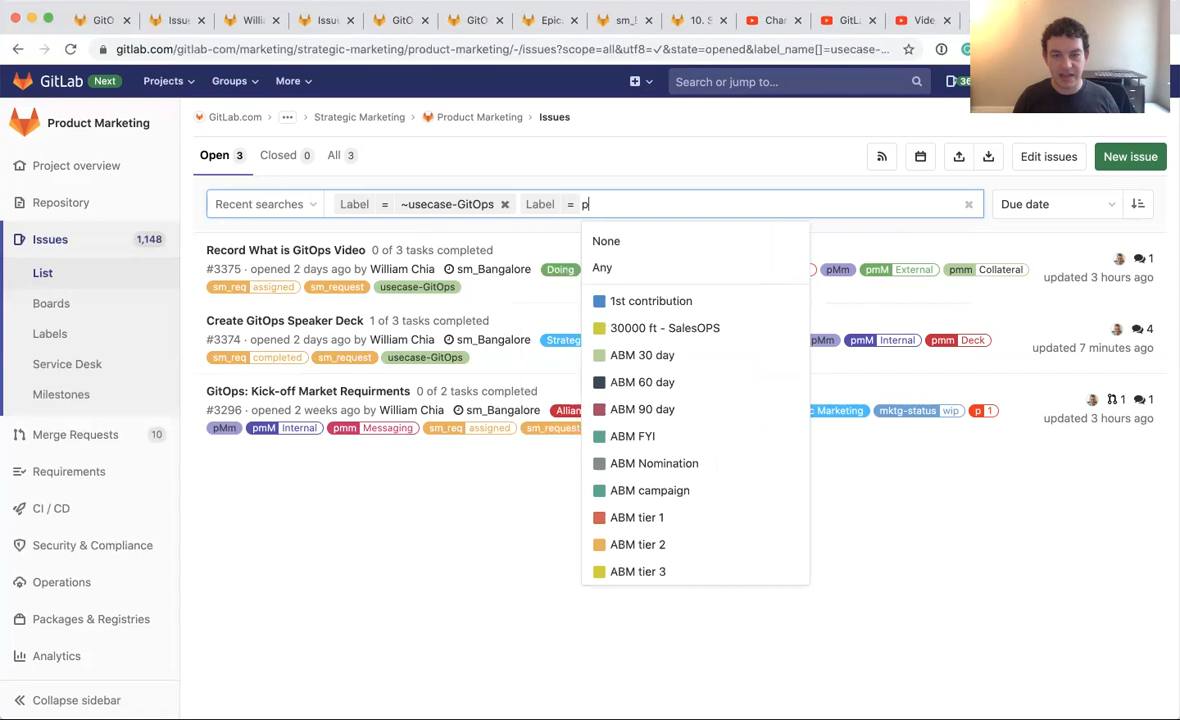 GitO
Issu
Willia
Issu
GitO
GitO
Epic
sm_B
10. S
Char
GitL
Vide
gitlab.com/gitlab-com/marketing/strategic-marketing/product-marketing/-/issues?scope=all&utf8=✓&state=opened&label_name[]=usecase-...
GitLab Next Projects Groups More Search or jump to... 36
Product Marketing
Project overview
Repository
Issues 1,148
List
Boards
Labels
Service Desk
Milestones
Merge Requests 10
Requirements
CI / CD
Security & Compliance
Operations
Packages & Registries
Analytics
Collapse sidebar
GitLab.com > ... > Strategic Marketing > Product Marketing > Issues
Open 3 Closed 0 All 3 Edit issues New issue
Recent searches Label = ~usecase-GitOps Label = p Due date
Record What is GitOps Video 0 of 3 tasks completed
#3375 · opened 2 days ago by William Chia sm_Bangalore Doing pMm pmM External pmm Collateral
sm_req assigned sm_request usecase-GitOps
1
updated 3 hours ago
Create GitOps Speaker Deck 1 of 3 tasks completed
#3374 · opened 2 days ago by William Chia sm_Bangalore Strateg pMm pmM Internal pmm Deck
sm_req completed sm_request usecase-GitOps
4
updated 7 minutes ago
GitOps: Kick-off Market Requirments 0 of 2 tasks completed
#3296 · opened 2 weeks ago by William Chia sm_Bangalore Allian ic Marketing mktg-status wip p 1
pMm pmM Internal pmm Messaging sm_req assigned sm_request
1 1
updated 3 hours ago
None
Any
1st contribution
30000 ft - SalesOPS
ABM 30 day
ABM 60 day
ABM 90 day
ABM FYI
ABM Nomination
ABM campaign
ABM tier 1
ABM tier 2
ABM tier 3